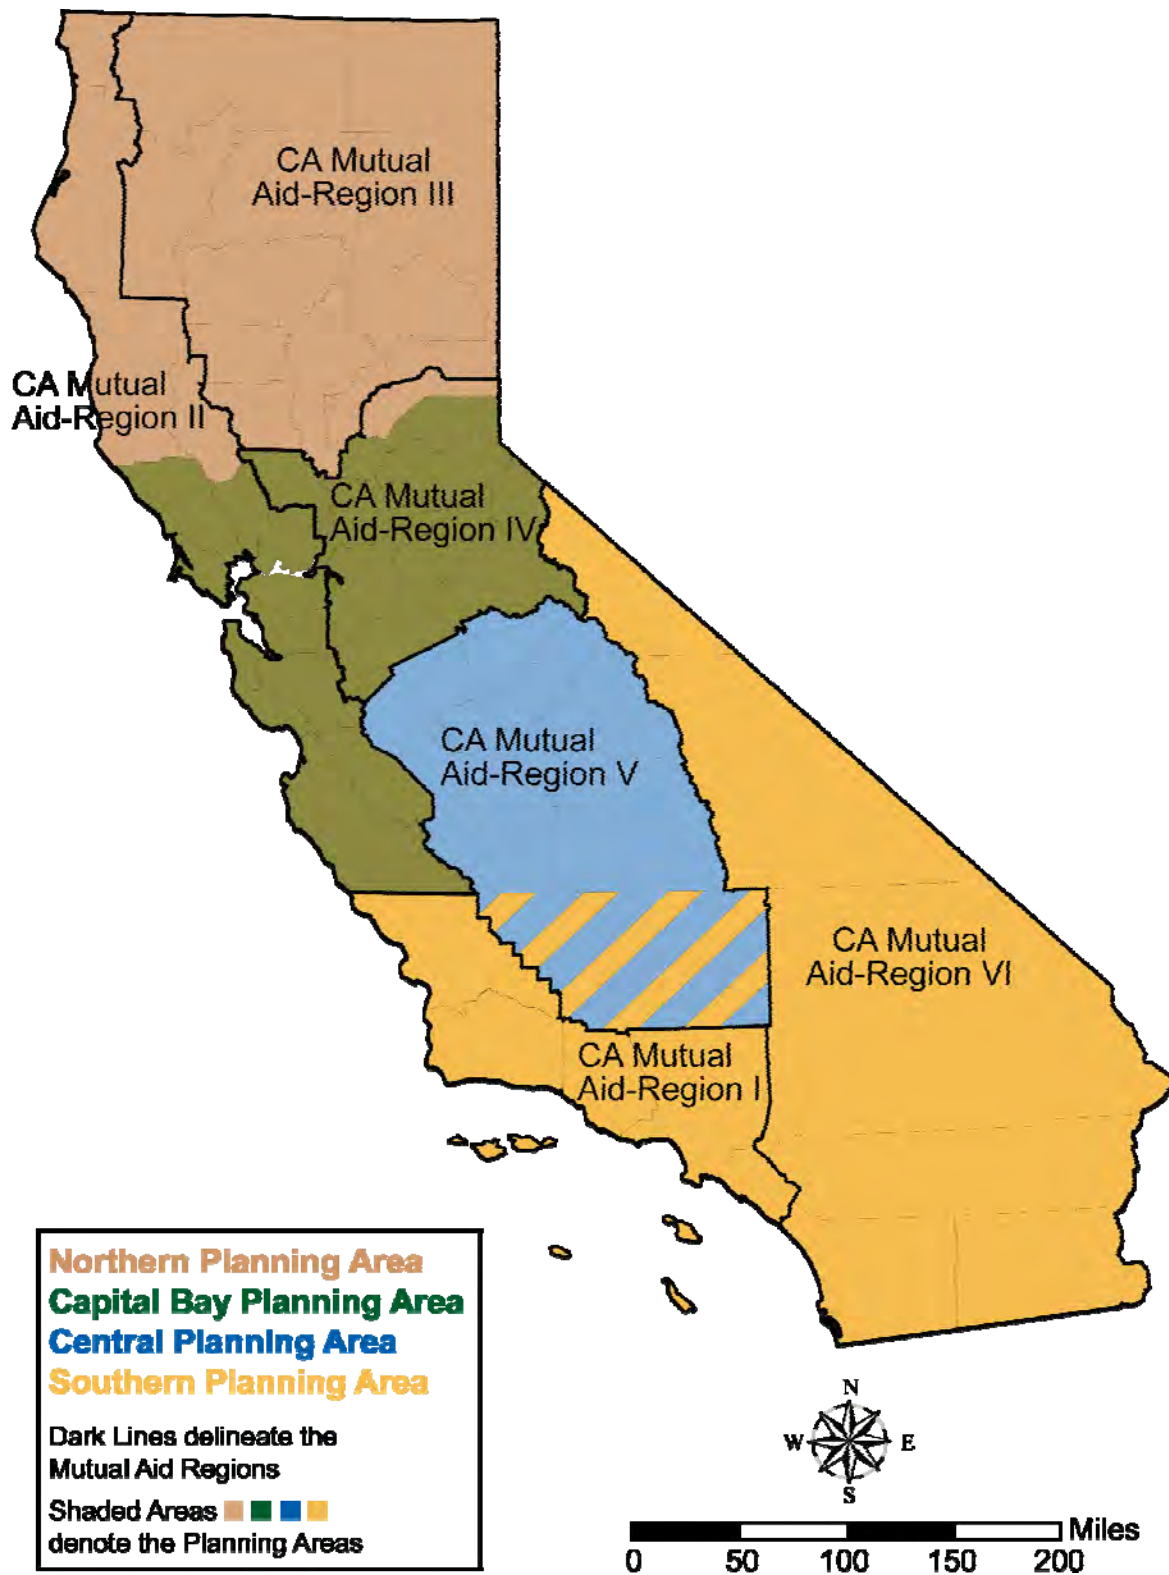 CA Mutual
Aid-Region III
CA Mutual
Aid-Region II
CA Mutual
Aid-Region IV
CA Mutual
Aid-Region V
CA Mutual
Aid-Region VI
CA Mutual
Aid-Region I
Northern Planning Area
Capital Bay Planning Area
Central Planning Area
Southern Planning Area
Dark Lines delineate the
Mutual Aid Regions
Shaded Areas
denote the Planning Areas
N
W E
S
Miles
0 50 100 150 200